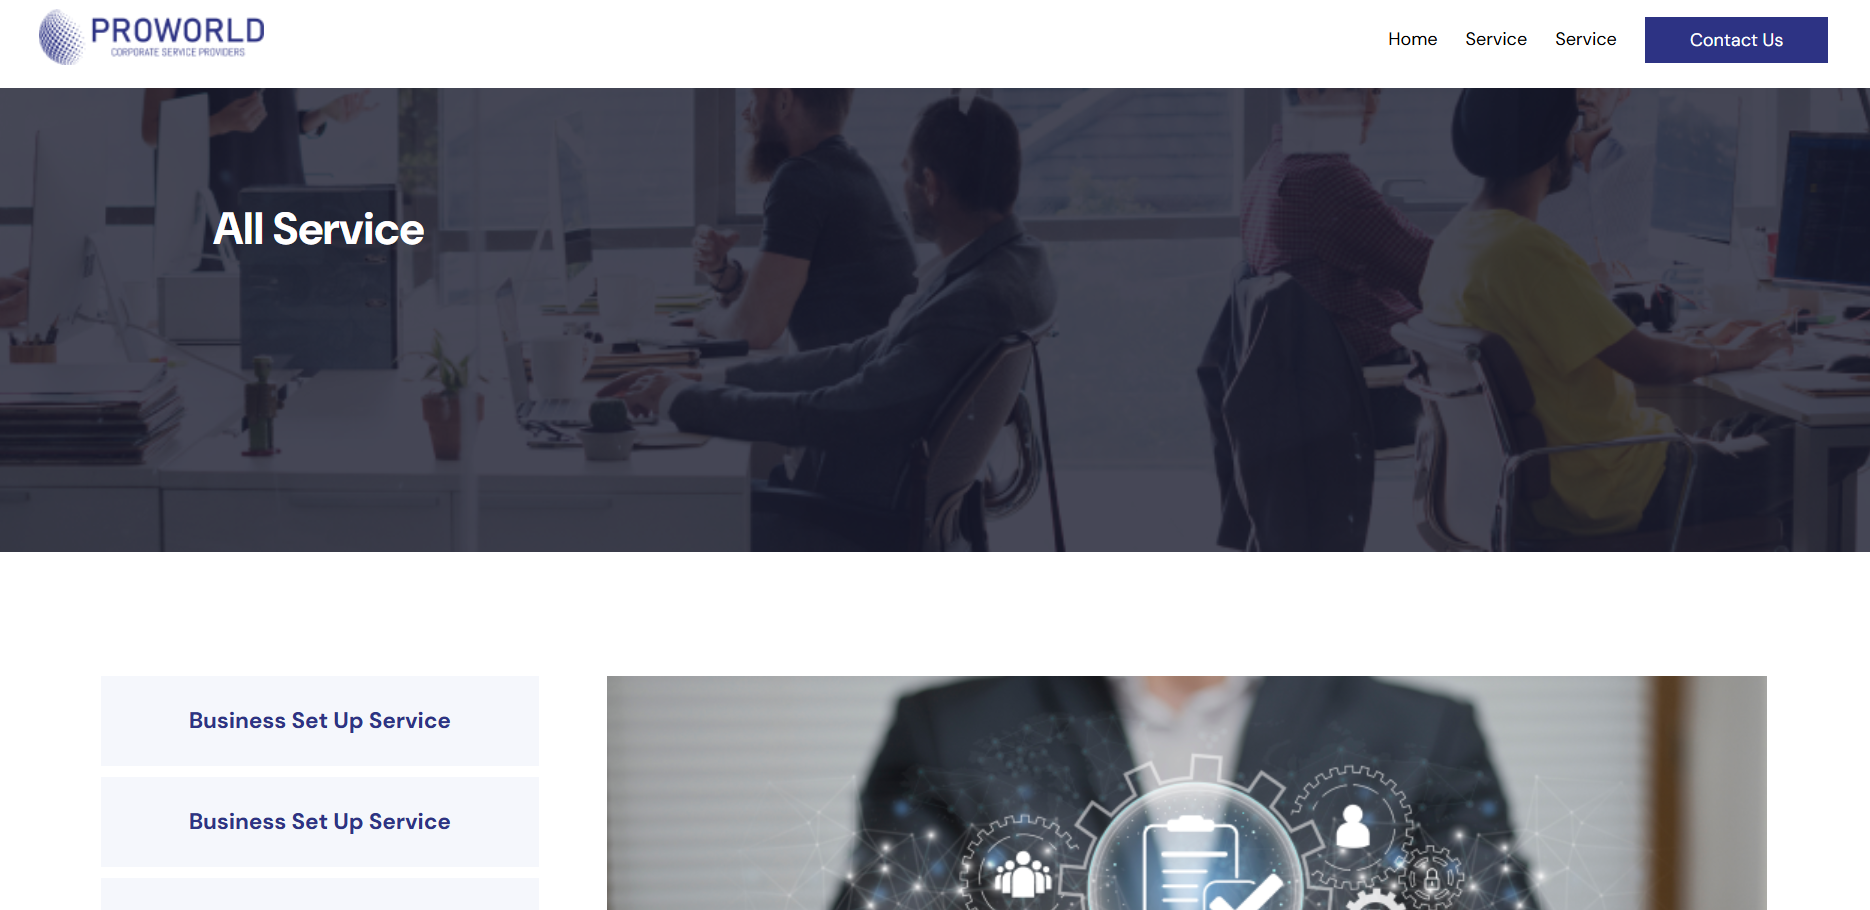 PROWORLD
CORPORATE SERVICE PROVIDERS
Home
Service
Service
Contact Us
All Service
Business Set Up Service
Business Set Up Service